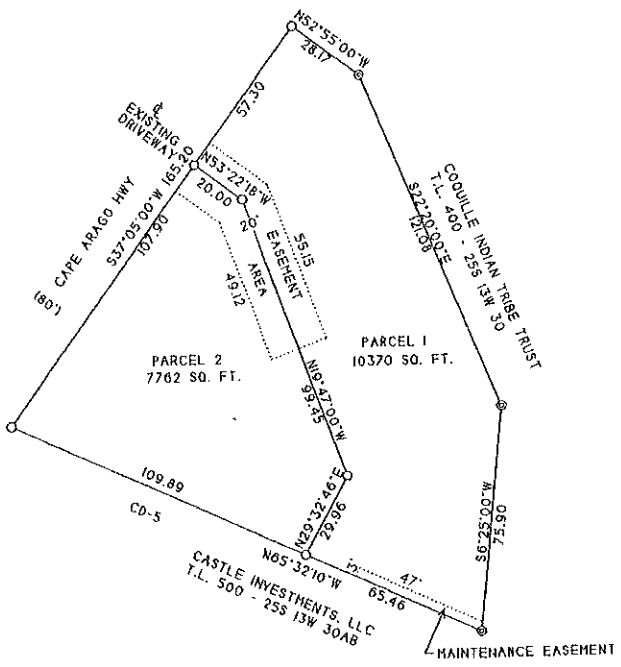 N52°55'00"W
28.17
57.30
℄
EXISTING
DRIVEWAY
N53°22'18"W
20.00
CAPE ARAGO HWY
(80')
S37°05'00"W 165.20
107.90
20'
EASEMENT
AREA
55.15
49.12
COQUILLE INDIAN TRIBE TRUST
T.L. 400 - 25S 13W 30
S22°20'00"E
121.08
PARCEL 1
10370 SQ. FT.
PARCEL 2
7762 SQ. FT.
N19°47'00"W
99.45
N29°32'46"E
29.96
S6°25'00"W
75.90
109.89
CD-5
N65°32'10"W
5'
47'
65.46
CASTLE INVESTMENTS, LLC
T.L. 500 - 25S 13W 30AB
MAINTENANCE EASEMENT